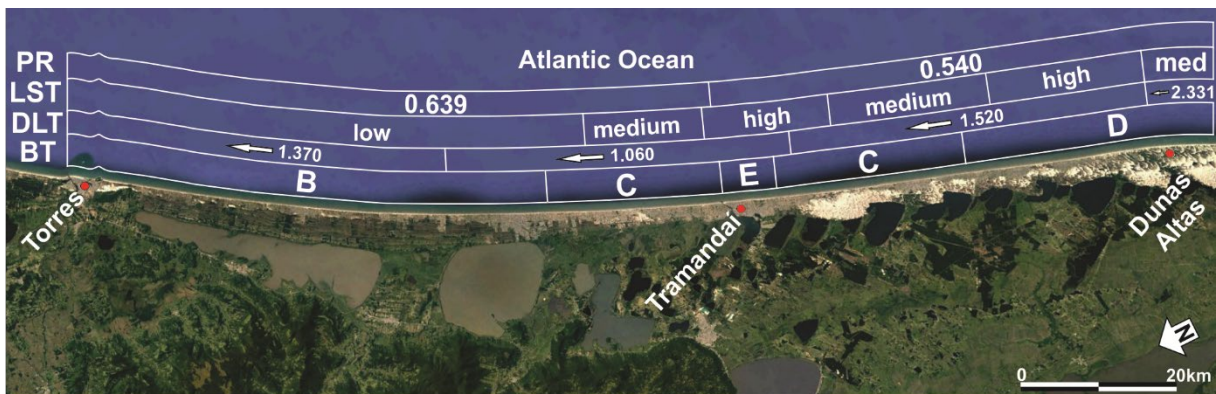 PR
LST
DLT
BT
Atlantic Ocean
0.639
0.540
low
medium
high
medium
high
med
1.370
1.060
1.520
2.331
B
C
E
C
D
Torres
Tramandaí
Dunas
Altas
N
0
20km